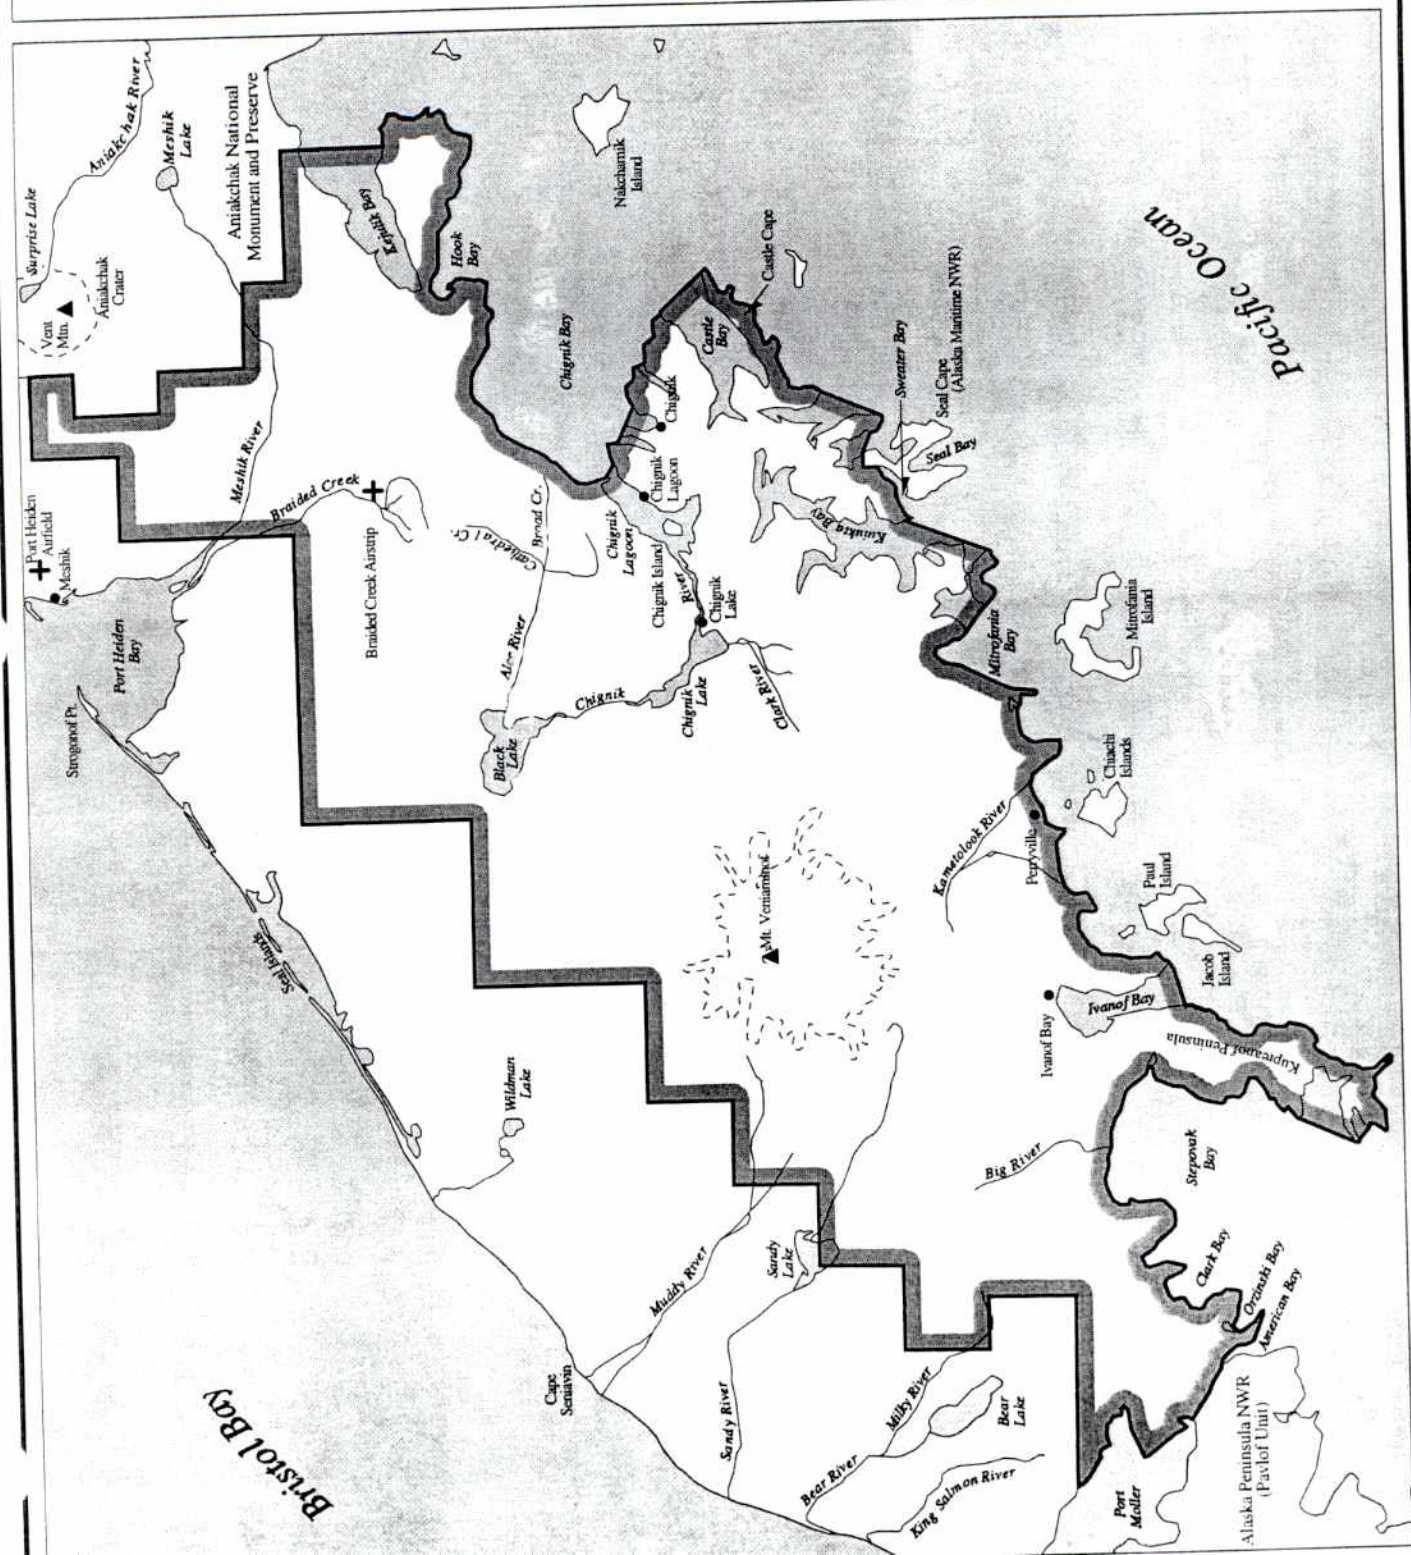 Surprise Lake
Vent
Mtn.
Aniakchak
Crater
Aniakchak River
Meshik
Lake
Aniakchak National
Monument and Preserve
Kujulik Bay
Hook
Bay
Nakchamik
Island
Port Heiden
Airfield
Meshik
Meshik River
Braided Creek
Braided Creek Airstrip
Port Heiden
Bay
Strogonof Pt.
Cathedral Cr.
Broad Cr.
Alec River
Chignik Bay
Chignik
Lagoon
Chignik
Lagoon
Chignik
Chignik Island
River
Chignik
Lake
Chignik
Lake
Chignik
Clark River
Black
Lake
Castle
Bay
Castle Cape
Sweater Bay
Seal Cape
(Alaska Maritime NWR)
Seal Bay
Kuiukta Bay
Mitrofania
Bay
Mitrofania
Island
Pacific Ocean
Chiachi
Islands
Kametolook River
Perryville
Paul
Island
Jacob
Island
Ivanof Bay
Ivanof Bay
Kupreanof Peninsula
Mt. Veniaminof
Seal Islands
Wildman
Lake
Big River
Stepovak
Bay
Clark Bay
Orzinski Bay
American Bay
Muddy River
Sandy
Lake
Cape
Seniavin
Sandy River
Milky River
Bear
Lake
Bear River
King Salmon River
Port
Moller
Alaska Peninsula NWR
(Pavlof Unit)
Bristol Bay